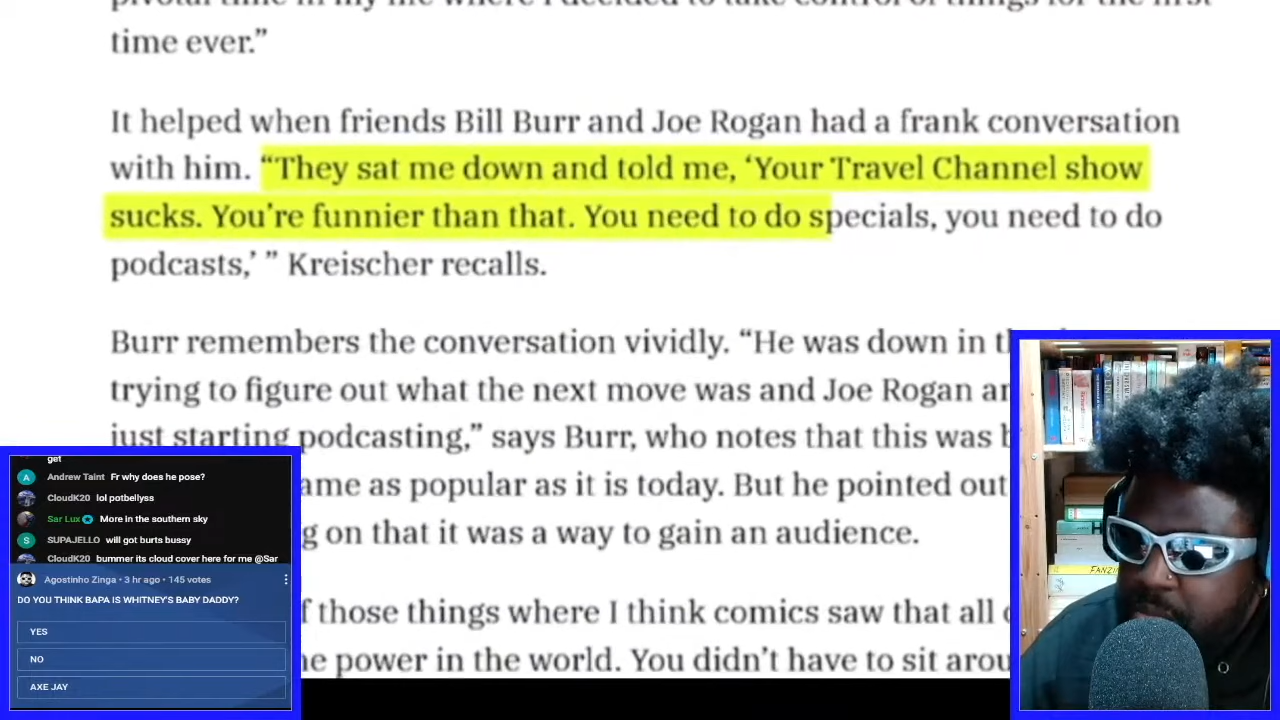 time ever.”
It helped when friends Bill Burr and Joe Rogan had a frank conversation
with him. “They sat me down and told me, ‘Your Travel Channel show
sucks. You’re funnier than that. You need to do specials, you need to do
podcasts,’ ” Kreischer recalls.
Burr remembers the conversation vividly. “He was down in
trying to figure out what the next move was and Joe Rogan
just starting podcasting,” says Burr, who notes that this was
ame as popular as it is today. But he pointed out
g on that it was a way to gain an audience.
f those things where I think comics saw that all
e power in the world. You didn’t have to sit
get
Andrew Taint Fr why does he pose?
CloudK20 lol potbellyss
Sar Lux More in the southern sky
SUPAJELLO will got burts bussy
CloudK20 bummer its cloud cover here for me @Sar
Agostinho Zinga • 3 hr ago • 145 votes
DO YOU THINK BAPA IS WHITNEY'S BABY DADDY?
YES
NO
AXE JAY